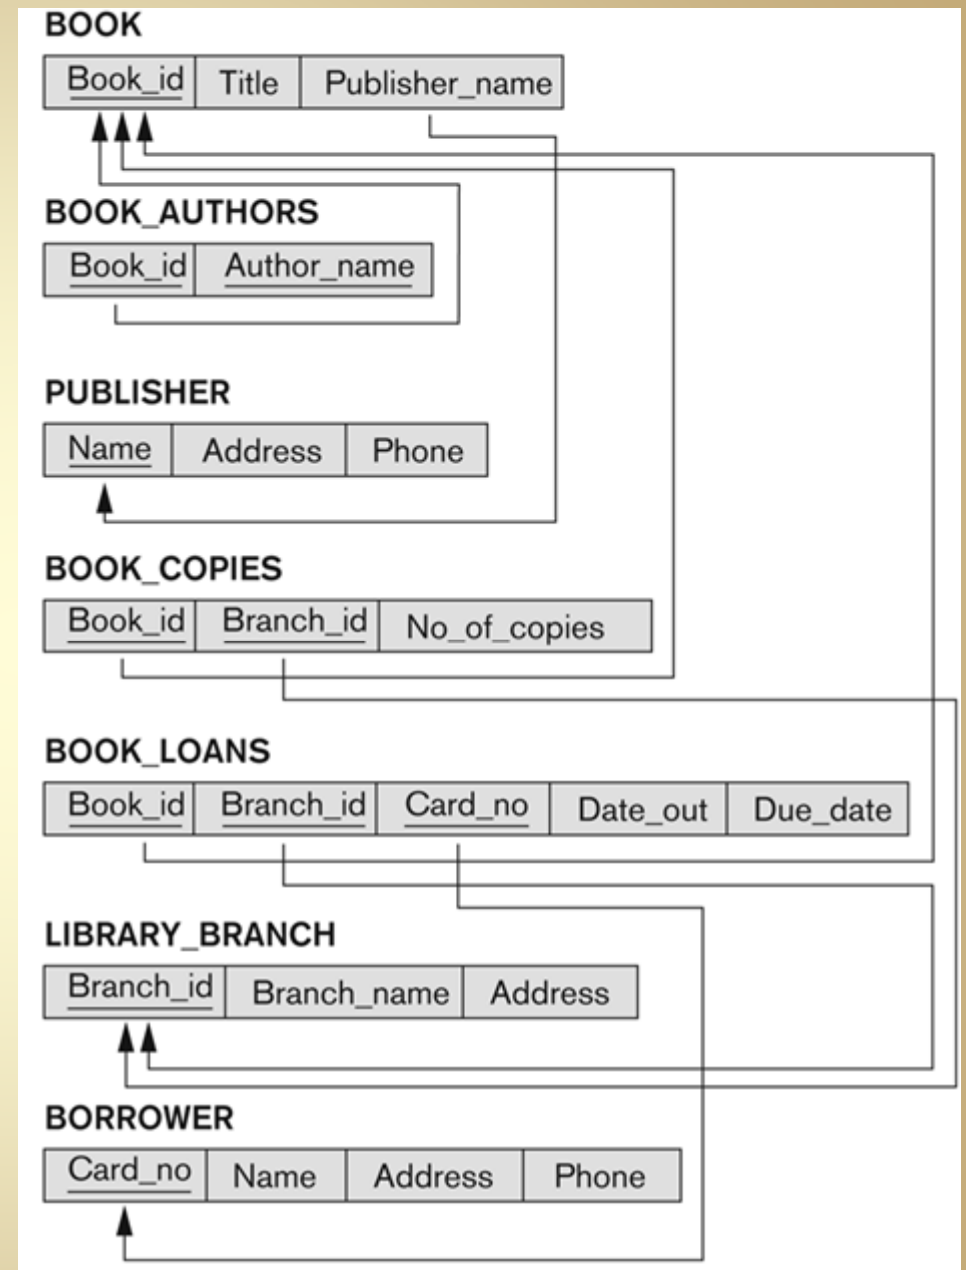 BOOK
Book_id Title Publisher_name
BOOK_AUTHORS
Book_id Author_name
PUBLISHER
Name Address Phone
BOOK_COPIES
Book_id Branch_id No_of_copies
BOOK_LOANS
Book_id Branch_id Card_no Date_out Due_date
LIBRARY_BRANCH
Branch_id Branch_name Address
BORROWER
Card_no Name Address Phone